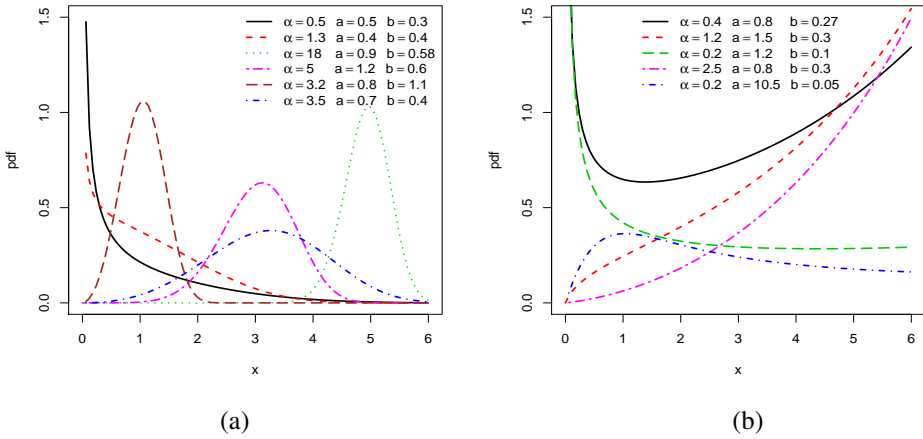 α=0.5 a=0.5 b=0.3
α=1.3 a=0.4 b=0.4
α=18 a=0.9 b=0.58
α=5 a=1.2 b=0.6
α=3.2 a=0.8 b=1.1
α=3.5 a=0.7 b=0.4
pdf
0.0 0.5 1.0 1.5
0 1 2 3 4 5 6
x
(a)
α=0.4 a=0.8 b=0.27
α=1.2 a=1.5 b=0.3
α=0.2 a=1.2 b=0.1
α=2.5 a=0.8 b=0.3
α=0.2 a=10.5 b=0.05
pdf
0.0 0.5 1.0 1.5
0 1 2 3 4 5 6
x
(b)